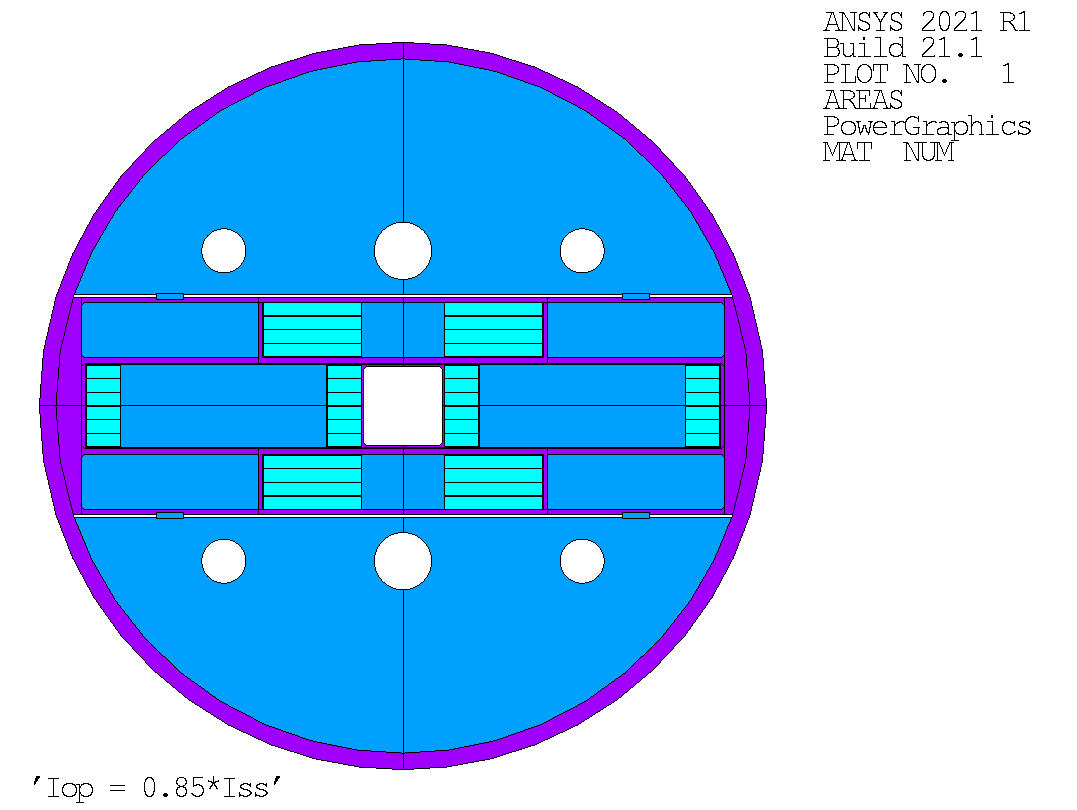 ANSYS 2021 R1
Build 21.1
PLOT NO.   1
AREAS
PowerGraphics
MAT  NUM
'Iop = 0.85*Iss'